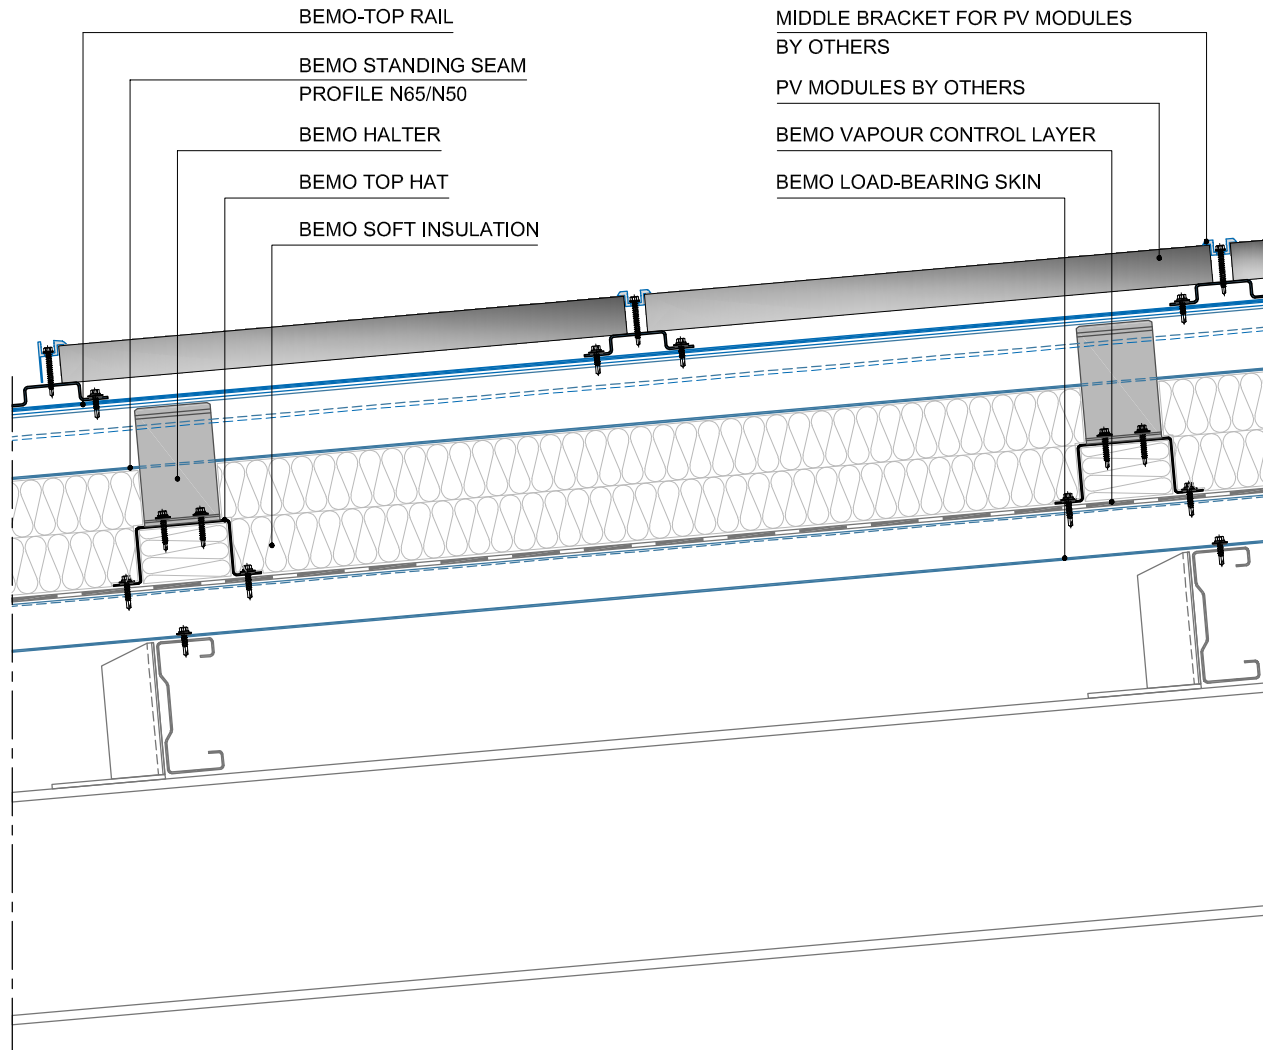 BEMO-TOP RAIL
BEMO STANDING SEAM
PROFILE N65/N50
BEMO HALTER
BEMO TOP HAT
BEMO SOFT INSULATION
MIDDLE BRACKET FOR PV MODULES
BY OTHERS
PV MODULES BY OTHERS
BEMO VAPOUR CONTROL LAYER
BEMO LOAD-BEARING SKIN